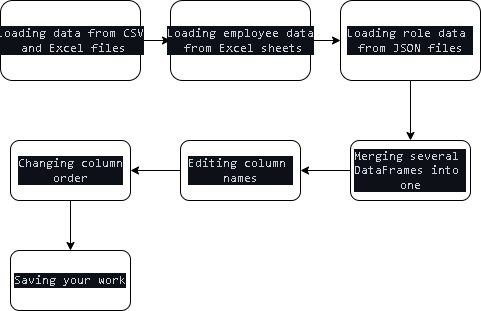 Loading data from CSV
and Excel files
Loading employee data
from Excel sheets
Loading role data
from JSON files
Merging several
DataFrames into
one
Editing column
names
Changing column
order
Saving your work